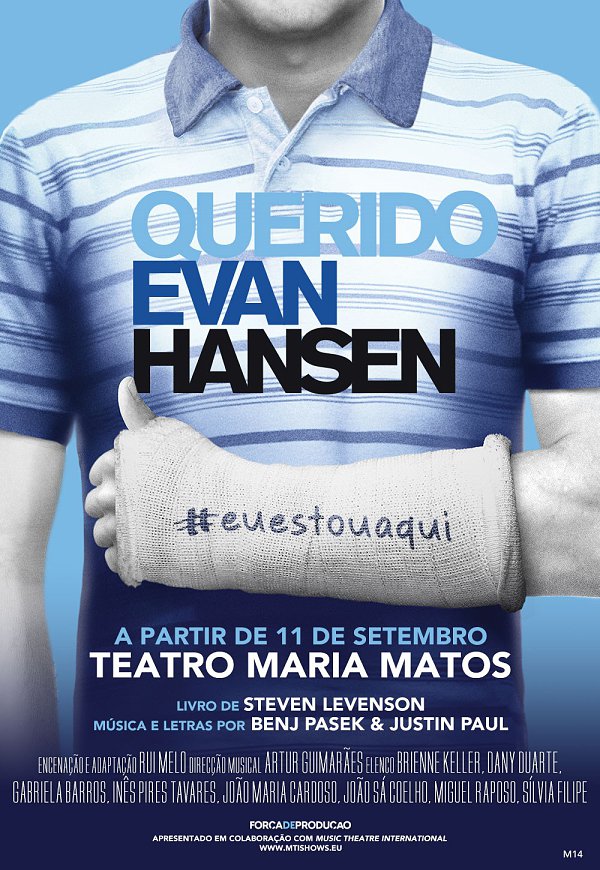 QUERIDO
EVAN
HANSEN
#euestouaqui
A PARTIR DE 11 DE SETEMBRO
TEATRO MARIA MATOS
LIVRO DE STEVEN LEVENSON
MÚSICA E LETRAS POR BENJ PASEK & JUSTIN PAUL
ENCENAÇÃO E ADAPTAÇÃO RUI MELO DIRECÇÃO MUSICAL ARTUR GUIMARÃES ELENCO BRIENNE KELLER, DANY DUARTE,
GABRIELA BARROS, INÊS PIRES TAVARES, JOÃO MARIA CARDOSO, JOÃO SÁ COELHO, MIGUEL RAPOSO, SÍLVIA FILIPE
FORCADEPRODUCAO
APRESENTADO EM COLABORAÇÃO COM MUSIC THEATRE INTERNATIONAL
WWW.MTISHOWS.EU
M14